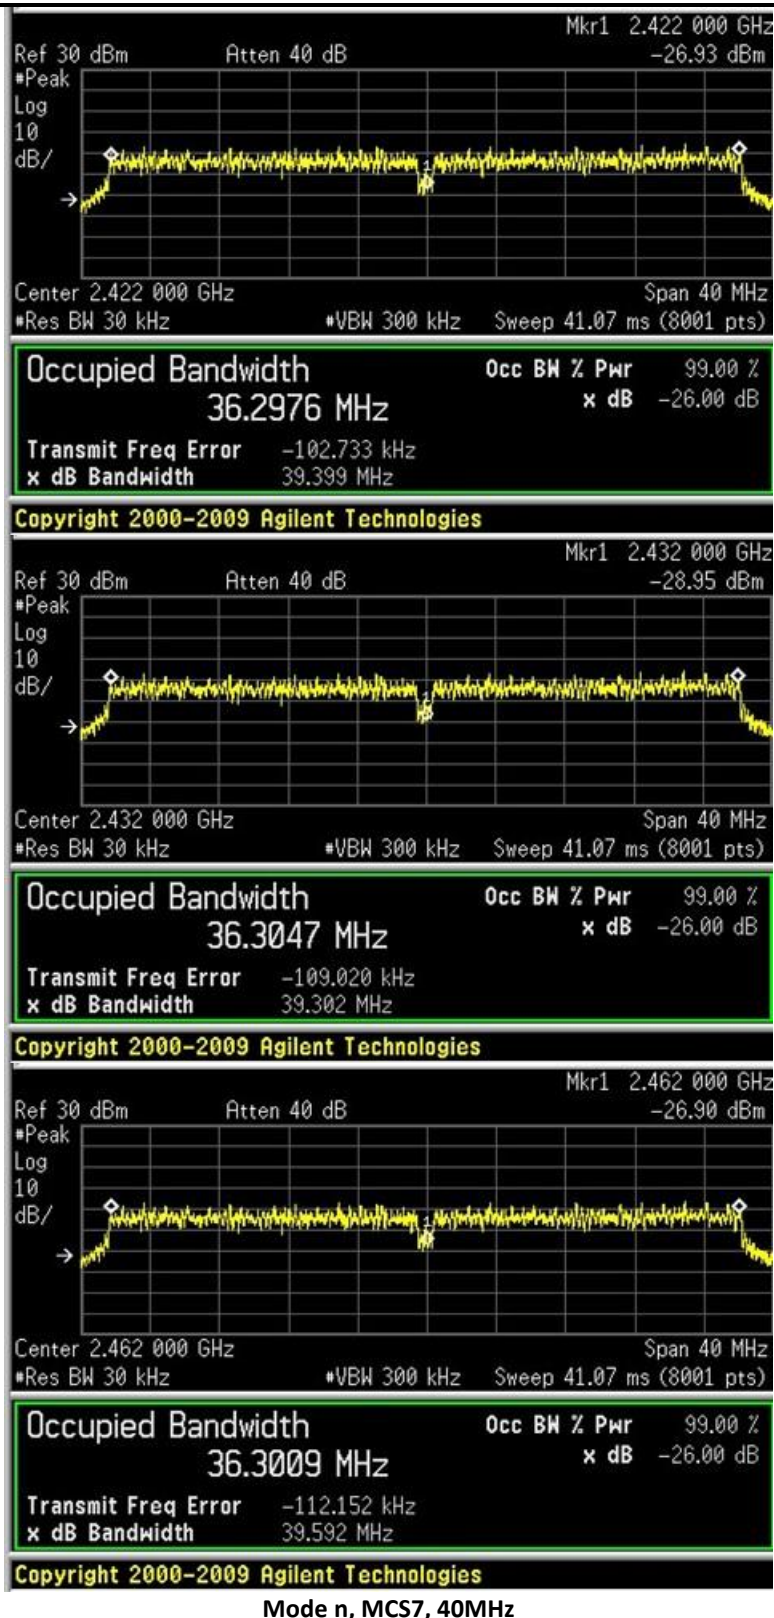 Mkr1 2.422 000 GHz
Ref 30 dBm Atten 40 dB -26.93 dBm
#Peak
Log
10
dB/
1
Center 2.422 000 GHz Span 40 MHz
#Res BW 30 kHz #VBW 300 kHz Sweep 41.07 ms (8001 pts)
Occupied Bandwidth Occ BW % Pwr 99.00 %
36.2976 MHz x dB -26.00 dB
Transmit Freq Error -102.733 kHz
x dB Bandwidth 39.399 MHz
Copyright 2000-2009 Agilent Technologies
Mkr1 2.432 000 GHz
Ref 30 dBm Atten 40 dB -28.95 dBm
#Peak
Log
10
dB/
1
Center 2.432 000 GHz Span 40 MHz
#Res BW 30 kHz #VBW 300 kHz Sweep 41.07 ms (8001 pts)
Occupied Bandwidth Occ BW % Pwr 99.00 %
36.3047 MHz x dB -26.00 dB
Transmit Freq Error -109.020 kHz
x dB Bandwidth 39.302 MHz
Copyright 2000-2009 Agilent Technologies
Mkr1 2.462 000 GHz
Ref 30 dBm Atten 40 dB -26.90 dBm
#Peak
Log
10
dB/
1
Center 2.462 000 GHz Span 40 MHz
#Res BW 30 kHz #VBW 300 kHz Sweep 41.07 ms (8001 pts)
Occupied Bandwidth Occ BW % Pwr 99.00 %
36.3009 MHz x dB -26.00 dB
Transmit Freq Error -112.152 kHz
x dB Bandwidth 39.592 MHz
Copyright 2000-2009 Agilent Technologies
Mode n, MCS7, 40MHz